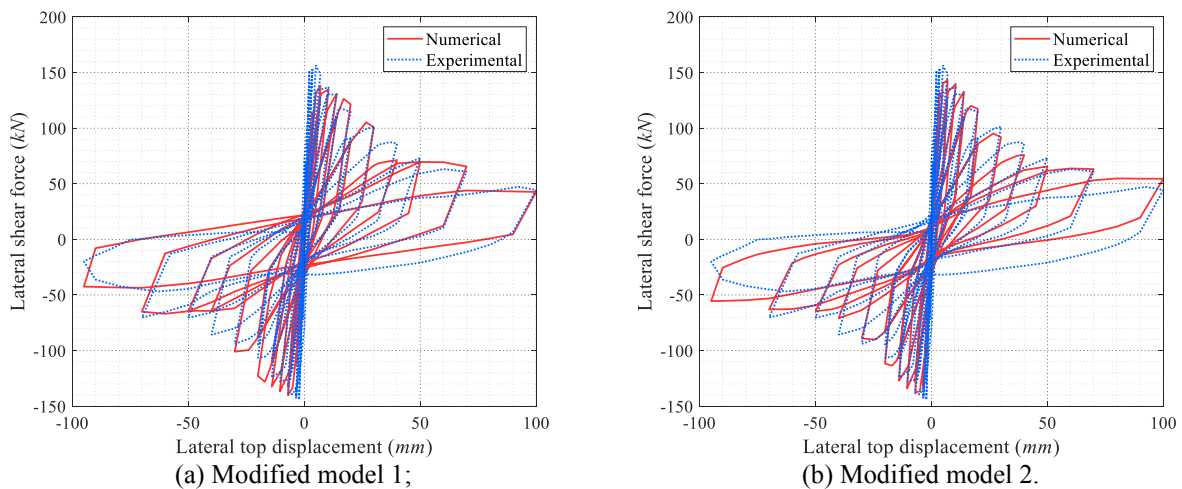 200
150
100
50
0
-50
-100
-150
-100
-50
0
50
100
Lateral shear force (kN)
Lateral top displacement (mm)
Numerical
Experimental
(a) Modified model 1;
200
150
100
50
0
-50
-100
-150
-100
-50
0
50
100
Lateral shear force (kN)
Lateral top displacement (mm)
Numerical
Experimental
(b) Modified model 2.